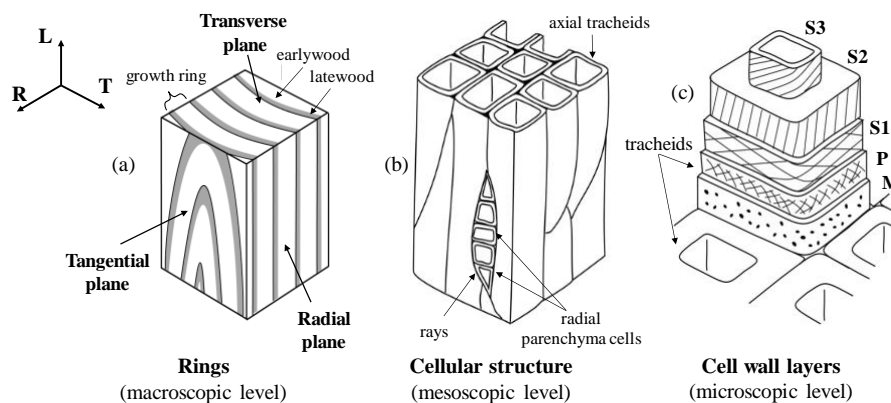 L
R
T
Transverse
plane
earlywood
latewood
growth ring
(a)
Tangential
plane
Radial
plane
Rings
(macroscopic level)
axial tracheids
(b)
rays
radial
parenchyma cells
Cellular structure
(mesoscopic level)
S3
S2
(c)
S1
tracheids
P
M
Cell wall layers
(microscopic level)